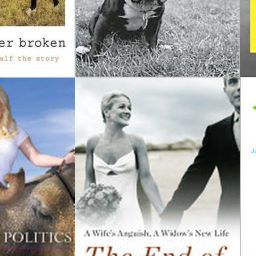 er broken
alf the story
POLITICS
A Wife's Anguish, A Widow's New Life
The End of